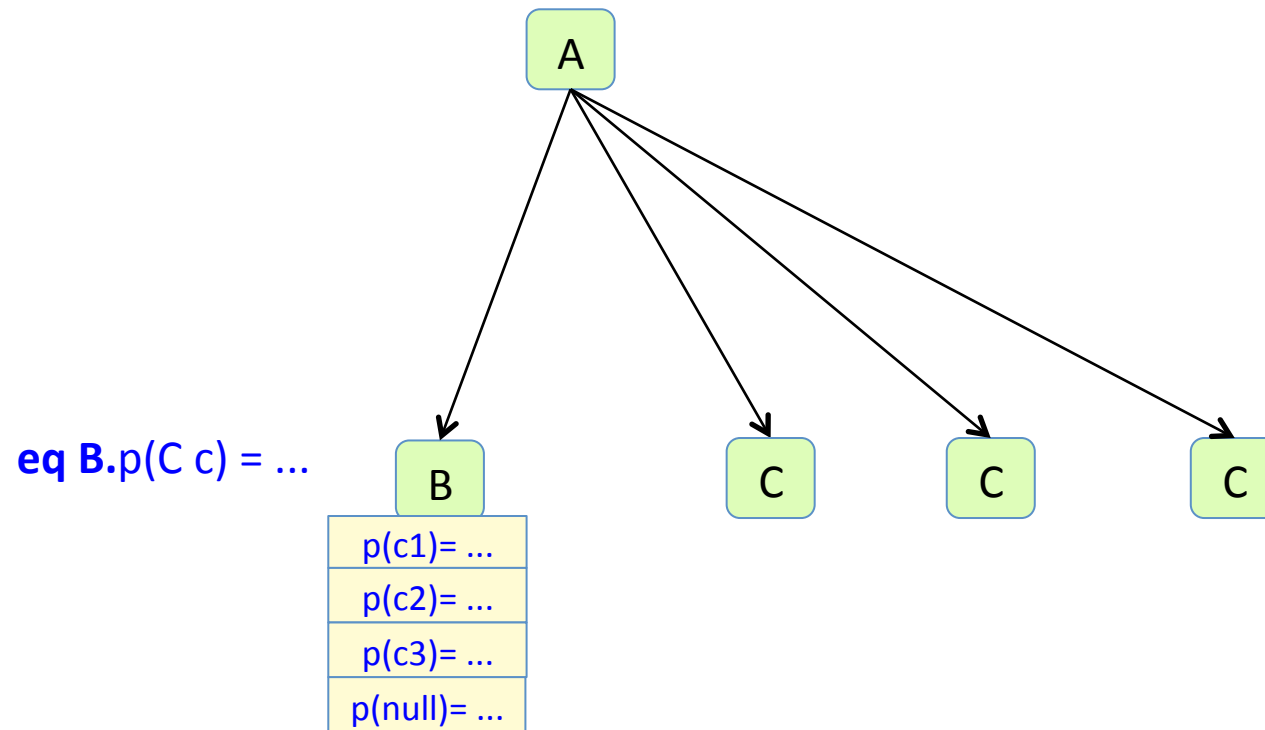 A
eq B.p(C c) = ...
B
C
C
C
p(c1)= ...
p(c2)= ...
p(c3)= ...
p(null)= ...